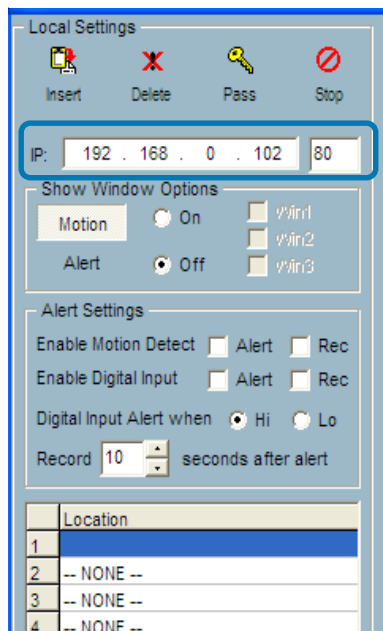 Local Settings
Insert Delete Pass Stop
IP: 192 . 168 . 0 . 102 80
Show Window Options
Motion On Win1
Win2
Alert Off Win3
Alert Settings
Enable Motion Detect Alert Rec
Enable Digital Input Alert Rec
Digital Input Alert when Hi Lo
Record 10 seconds after alert
Location
1
2 -- NONE --
3 -- NONE --
4 -- NONE --